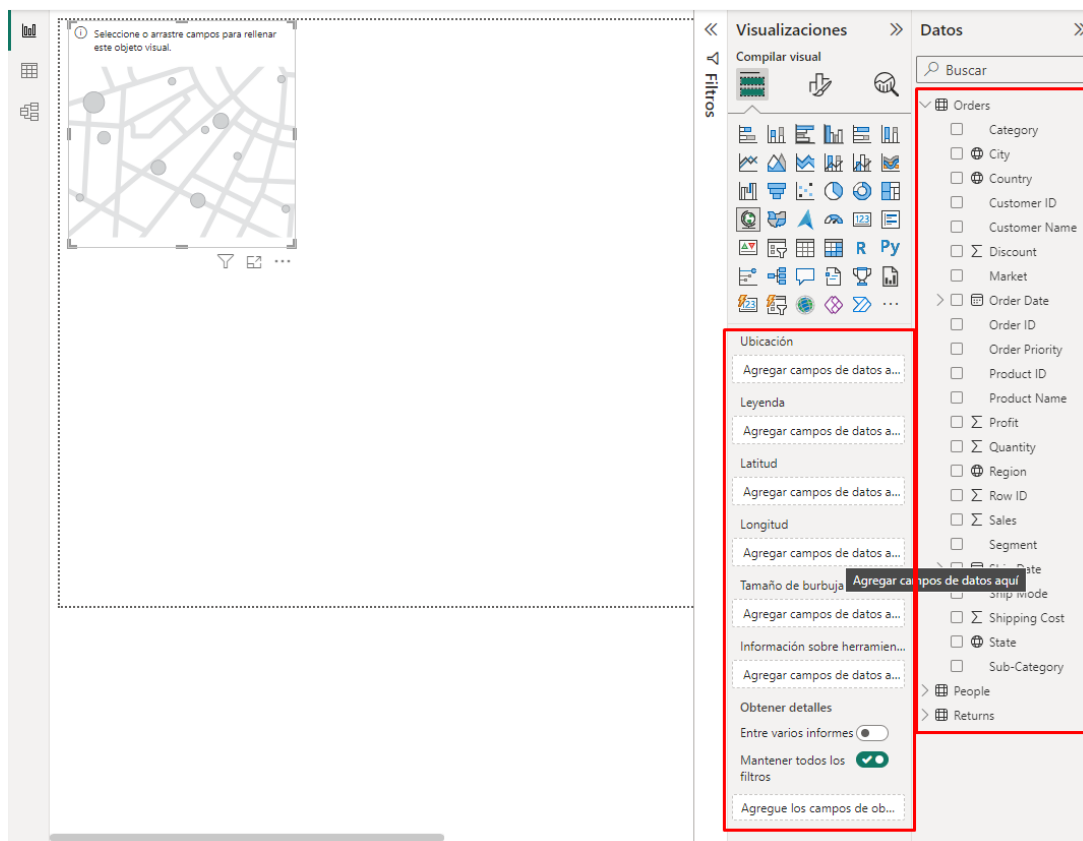 Seleccione o arrastre campos para rellenar
este objeto visual.
Filtros
Visualizaciones
Compilar visual
123
R
Py
123
Ubicación
Agregar campos de datos a...
Leyenda
Agregar campos de datos a...
Latitud
Agregar campos de datos a...
Longitud
Agregar campos de datos a...
Tamaño de burbuja
Agregar campos de datos aquí
Agregar campos de datos a...
Información sobre herramien...
Agregar campos de datos a...
Obtener detalles
Entre varios informes
Mantener todos los
filtros
Agregue los campos de ob...
Datos
Buscar
Orders
Category
City
Country
Customer ID
Customer Name
Discount
Market
Order Date
Order ID
Order Priority
Product ID
Product Name
Profit
Quantity
Region
Row ID
Sales
Segment
Ship Date
Ship Mode
Shipping Cost
State
Sub-Category
People
Returns